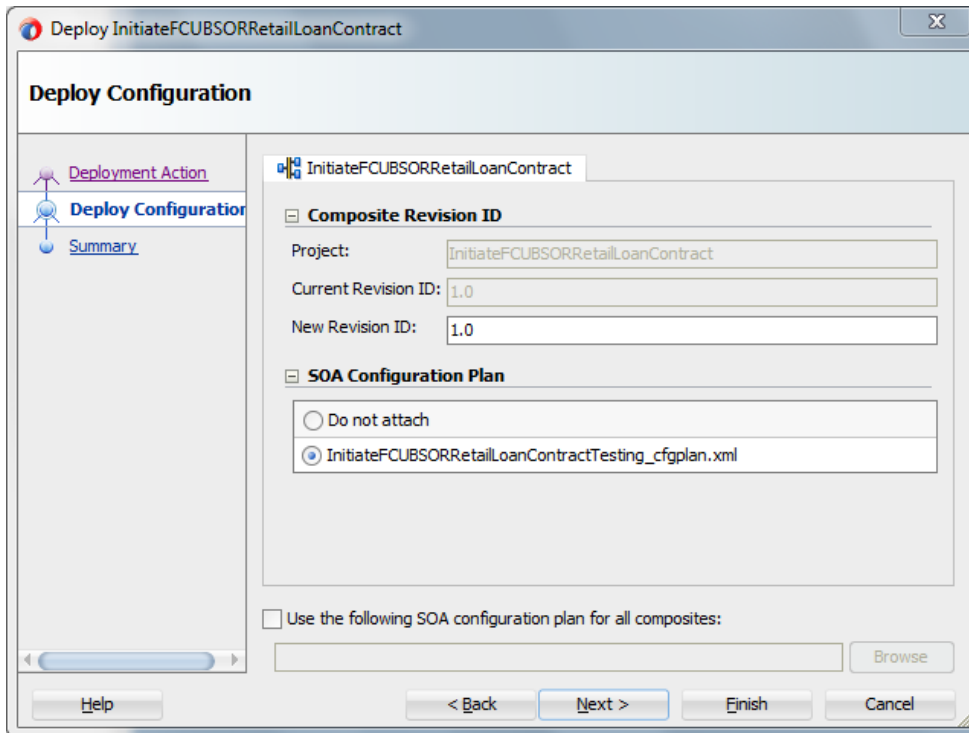 Deploy InitiateFCUBSORRetailLoanContract
Deploy Configuration
Deployment Action
Deploy Configuration
Summary
InitiateFCUBSORRetailLoanContract
Composite Revision ID
Project: InitiateFCUBSORRetailLoanContract
Current Revision ID: 1.0
New Revision ID: 1.0
SOA Configuration Plan
Do not attach
InitiateFCUBSORRetailLoanContractTesting_cfgplan.xml
Use the following SOA configuration plan for all composites:
Browse
Help < Back Next > Finish Cancel